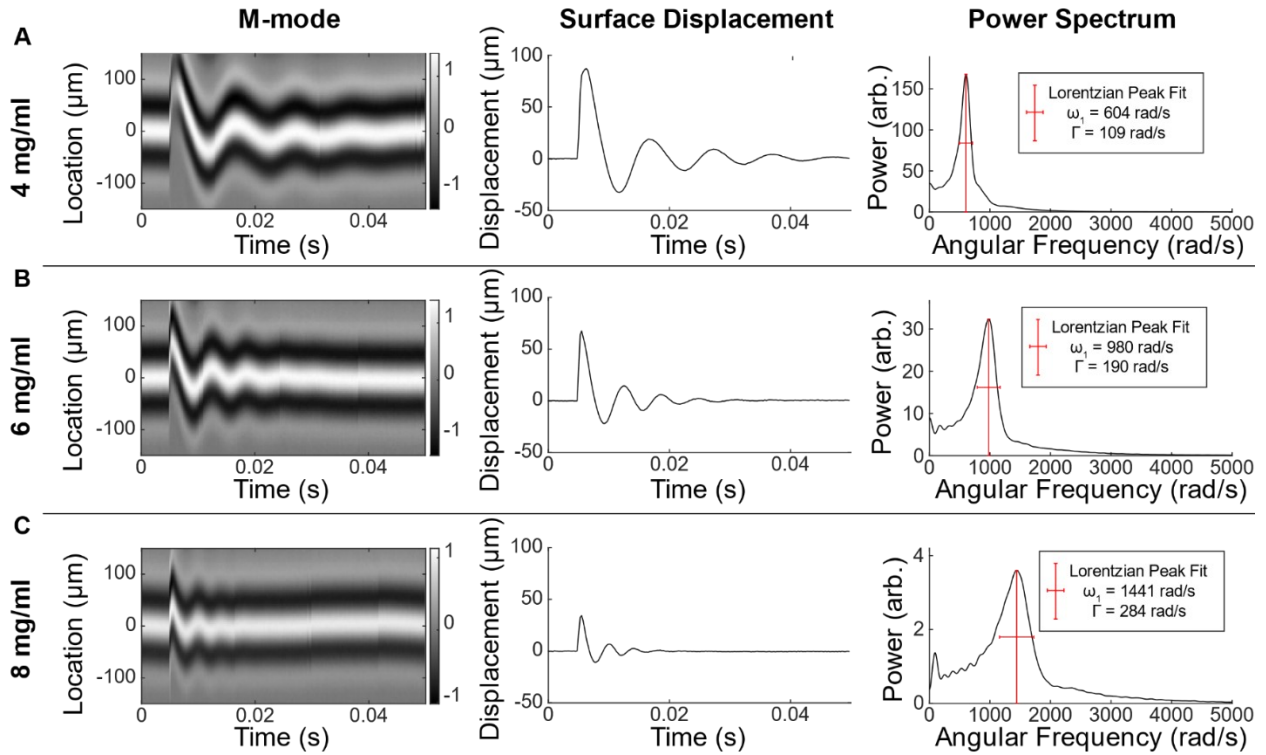 M-mode
Surface Displacement
Power Spectrum
A
4 mg/ml
Location (µm)
100
0
-100
0
0.02
0.04
Time (s)
1
0
-1
Displacement (µm)
100
50
0
-50
0
0.02
0.04
Time (s)
Power (arb.)
150
100
50
0
0
1000
2000
3000
4000
5000
Angular Frequency (rad/s)
Lorentzian Peak Fit
ω₁ = 604 rad/s
Γ = 109 rad/s
B
6 mg/ml
Location (µm)
100
0
-100
0
0.02
0.04
Time (s)
1
0
-1
Displacement (µm)
100
50
0
-50
0
0.02
0.04
Time (s)
Power (arb.)
30
20
10
0
0
1000
2000
3000
4000
5000
Angular Frequency (rad/s)
Lorentzian Peak Fit
ω₁ = 980 rad/s
Γ = 190 rad/s
C
8 mg/ml
Location (µm)
100
0
-100
0
0.02
0.04
Time (s)
1
0
-1
Displacement (µm)
100
50
0
-50
0
0.02
0.04
Time (s)
Power (arb.)
4
2
0
0
1000
2000
3000
4000
5000
Angular Frequency (rad/s)
Lorentzian Peak Fit
ω₁ = 1441 rad/s
Γ = 284 rad/s